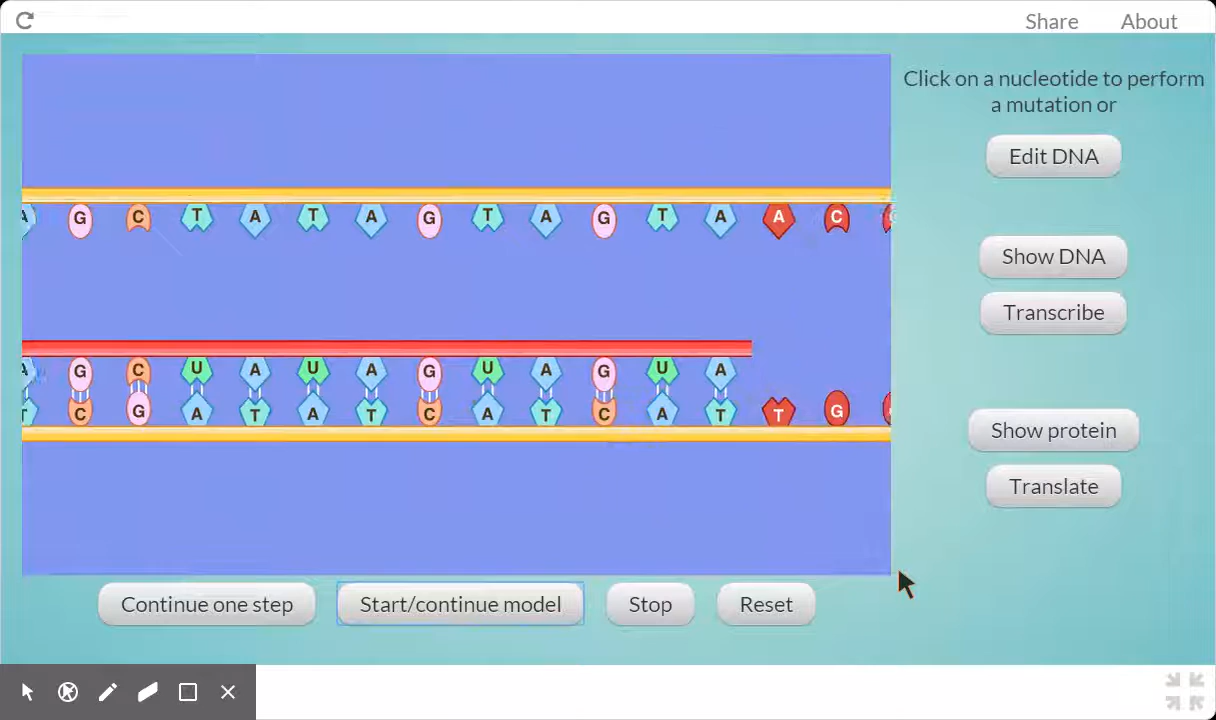 Share About
Click on a nucleotide to perform
a mutation or
Edit DNA
A G C T A T A G T A G T A A C
Show DNA
Transcribe
A G C U A U A G U A G U A
T C G A T A T C A T C A T T G
Show protein
Translate
Continue one step Start/continue model Stop Reset